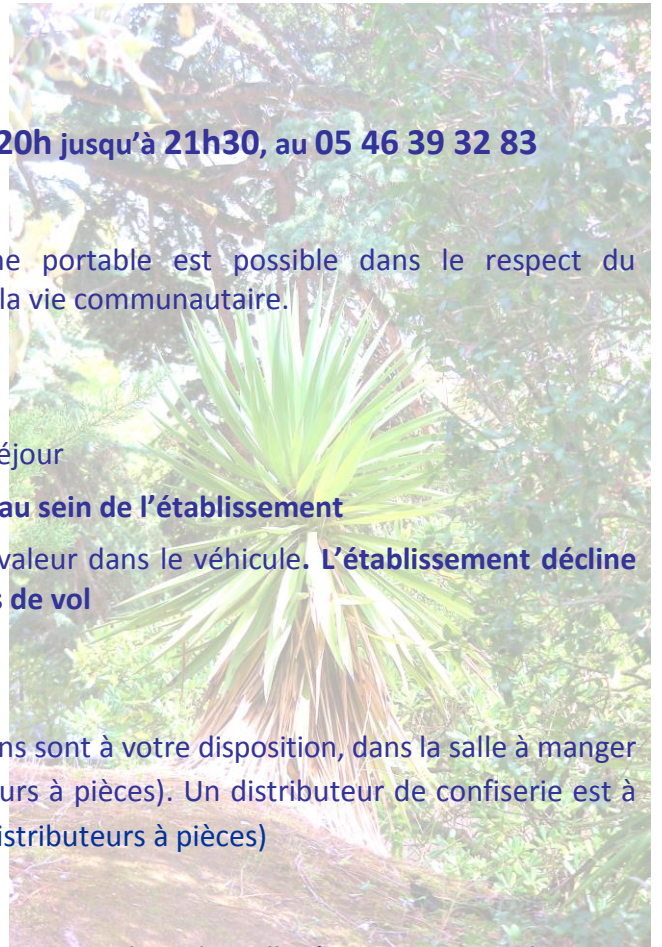 20h jusqu’à 21h30, au 05 46 39 32 83
ne portable est possible dans le respect du
la vie communautaire.
éjour
au sein de l’établissement
valeur dans le véhicule. L’établissement décline
de vol
ns sont à votre disposition, dans la salle à manger
urs à pièces). Un distributeur de confiserie est à
istributeurs à pièces)